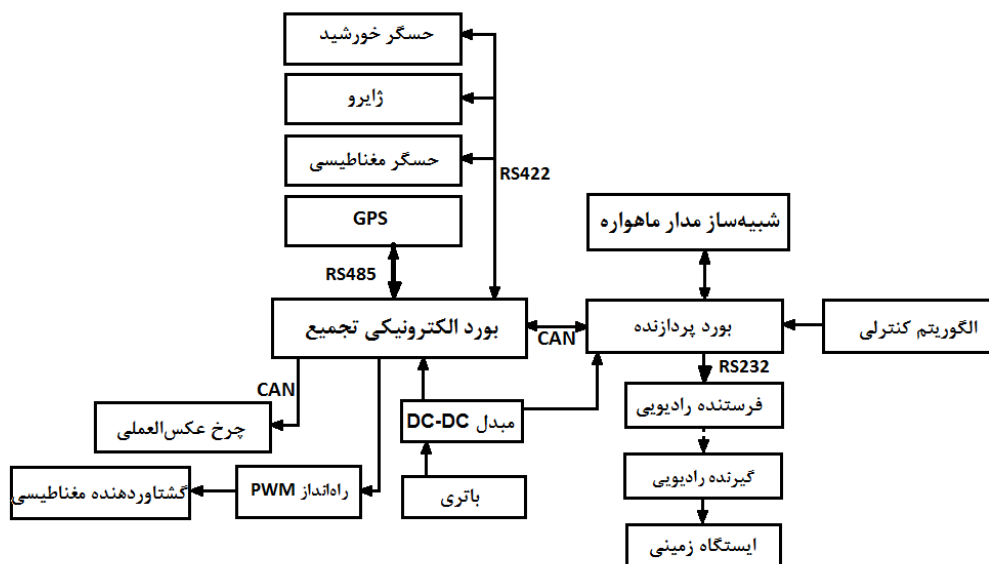 حسگر خورشید
ژایرو
حسگر مغناطیسی
RS422
GPS
شبیه‌ساز مدار ماهواره
RS485
بورد الکترونیکی تجمیع
CAN
بورد پردازنده
الگوریتم کنترلی
RS232
CAN
چرخ عکس‌العملی
مبدل DC-DC
فرستنده رادیویی
گشتاوردهنده مغناطیسی
راه‌انداز PWM
باتری
گیرنده رادیویی
ایستگاه زمینی